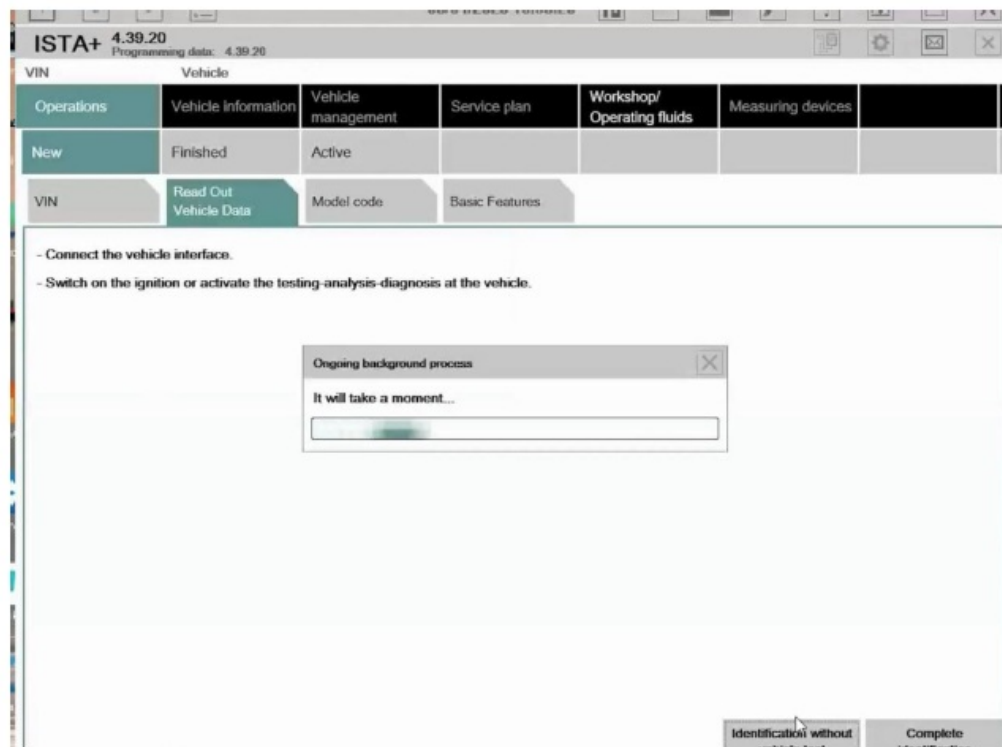 ISTA+ 4.39.20
Programming data: 4.39.20
VIN Vehicle
Operations Vehicle information Vehicle management Service plan Workshop/ Operating fluids Measuring devices
New Finished Active
VIN Read Out Vehicle Data Model code Basic Features
- Connect the vehicle interface.
- Switch on the ignition or activate the testing-analysis-diagnosis at the vehicle.
Ongoing background process
It will take a moment...
Identification without Complete